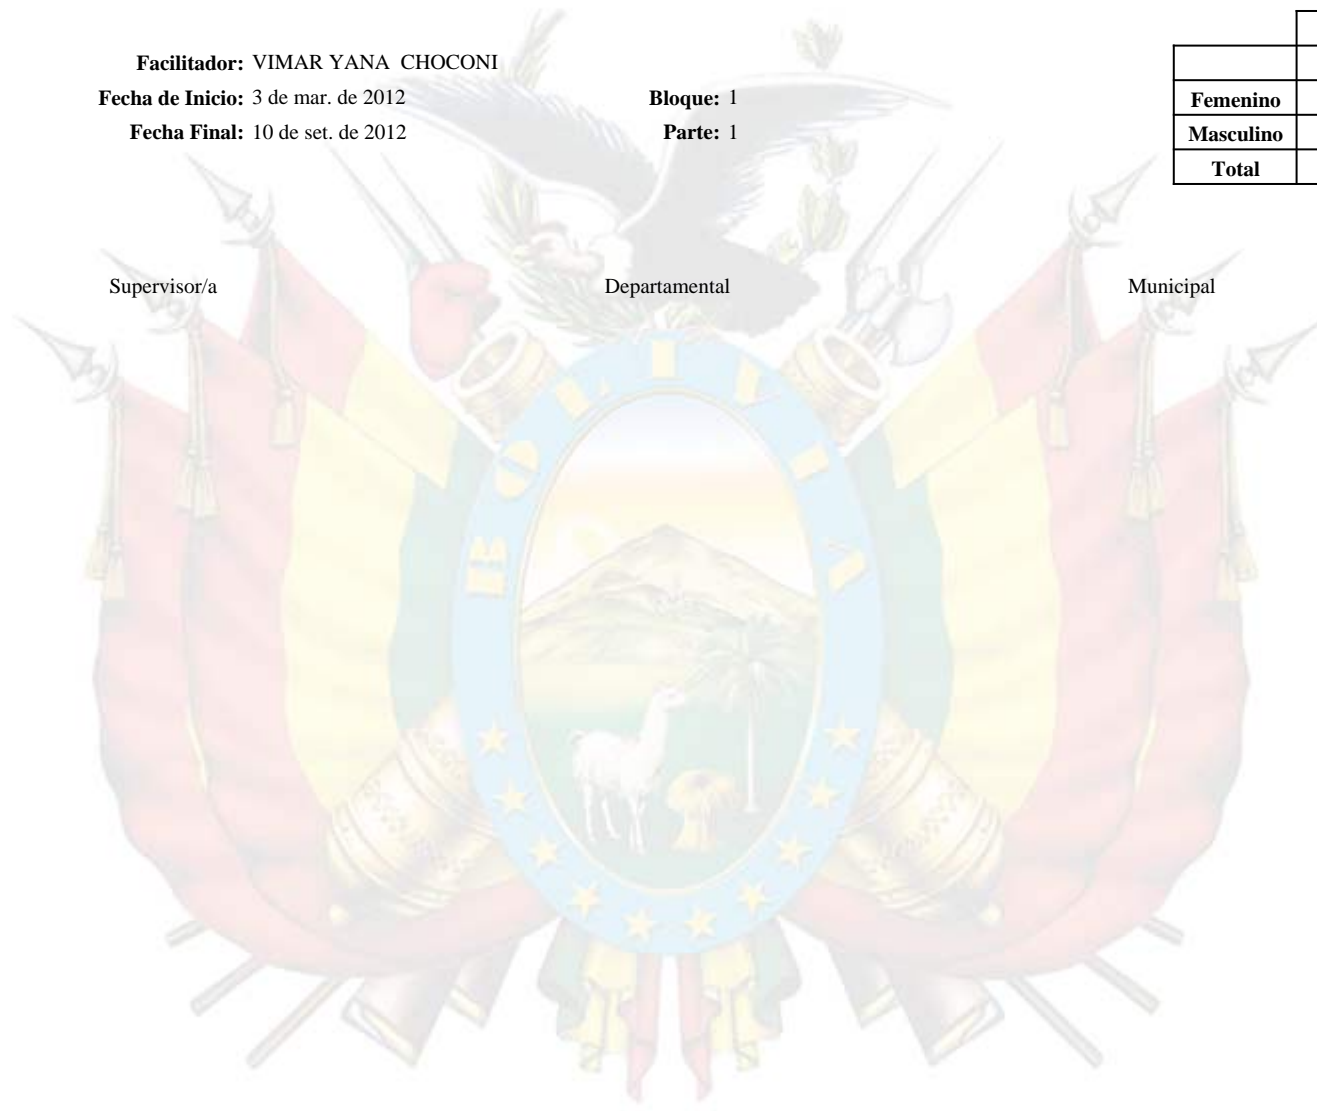 Facilitador: VIMAR YANA CHOCONI
Fecha de Inicio: 3 de mar. de 2012 Bloque: 1
Fecha Final: 10 de set. de 2012 Parte: 1
Femenino
Masculino
Total
Supervisor/a Departamental Municipal
BOLIVIA